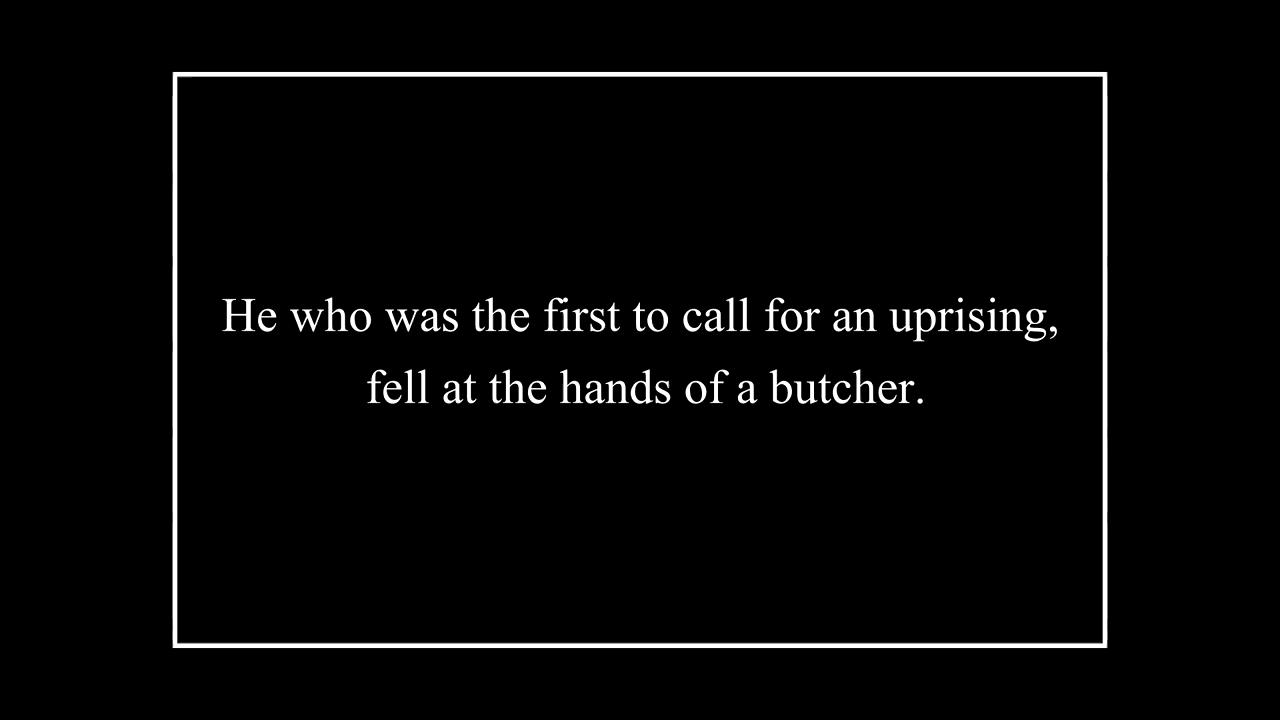 He who was the first to call for an uprising,
fell at the hands of a butcher.